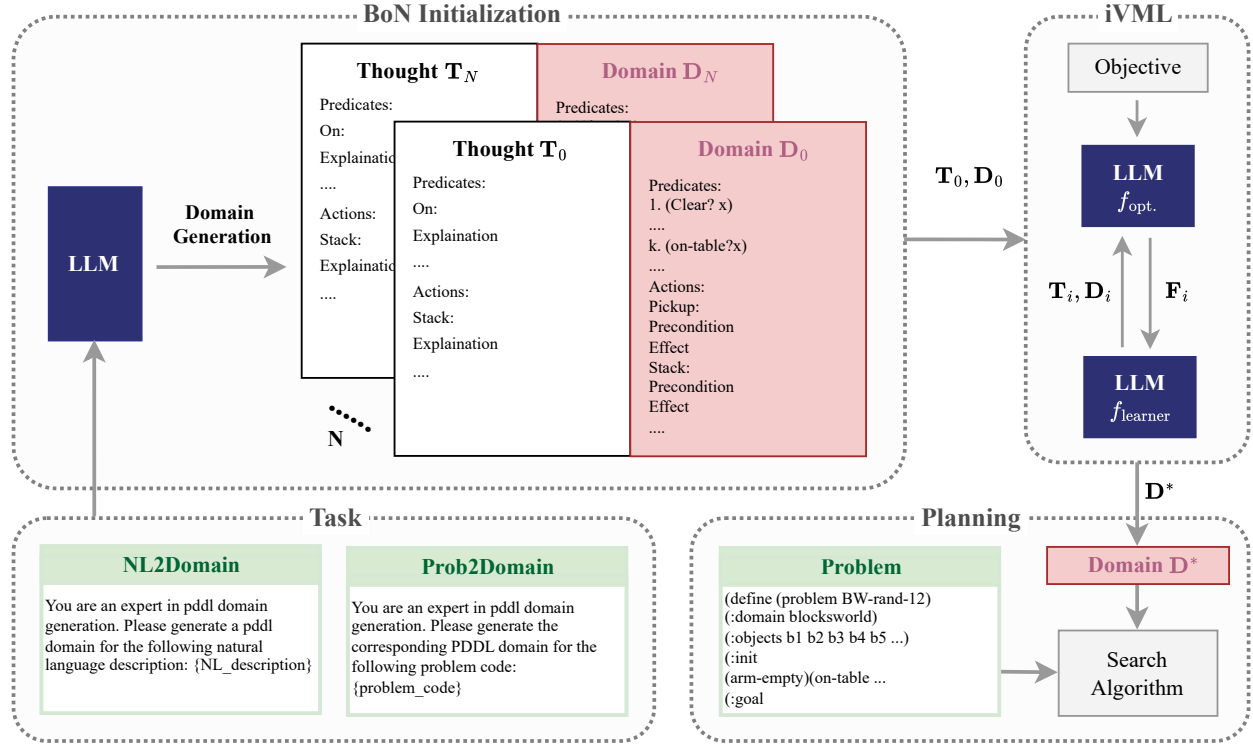 BoN Initialization
Thought T_N
Predicates:
On:
Explainatio
....
Actions:
Stack:
Explainatio
....
Domain D_N
Predicates:
Thought T_0
Predicates:
On:
Explaination
....
Actions:
Stack:
Explaination
....
Domain D_0
Predicates:
1. (Clear? x)
....
k. (on-table?x)
....
Actions:
Pickup:
Precondition
Effect
Stack:
Precondition
Effect
....
LLM
Domain
Generation
N
T_0, D_0
iVML
Objective
LLM
f_opt.
T_i, D_i
F_i
LLM
f_learner
D*
Task
NL2Domain
You are an expert in pddl domain
generation. Please generate a pddl
domain for the following natural
language description: {NL_description}
Prob2Domain
You are an expert in pddl domain
generation. Please generate the
corresponding PDDL domain for the
following problem code:
{problem_code}
Planning
Problem
(define (problem BW-rand-12)
(:domain blocksworld)
(:objects b1 b2 b3 b4 b5 ...)
(:init
(arm-empty)(on-table ...
(:goal
Domain D*
Search
Algorithm